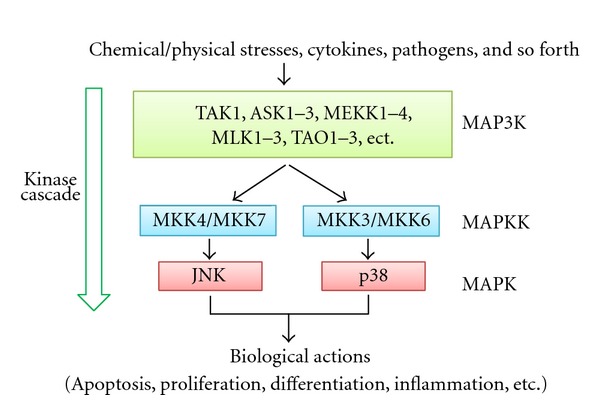 Chemical/physical stresses, cytokines, pathogens, and so forth
TAK1, ASK1–3, MEKK1–4,
MLK1–3, TAO1–3, ect.
MAP3K
Kinase
cascade
MKK4/MKK7
MKK3/MKK6
MAPKK
JNK
p38
MAPK
Biological actions
(Apoptosis, proliferation, differentiation, inflammation, etc.)